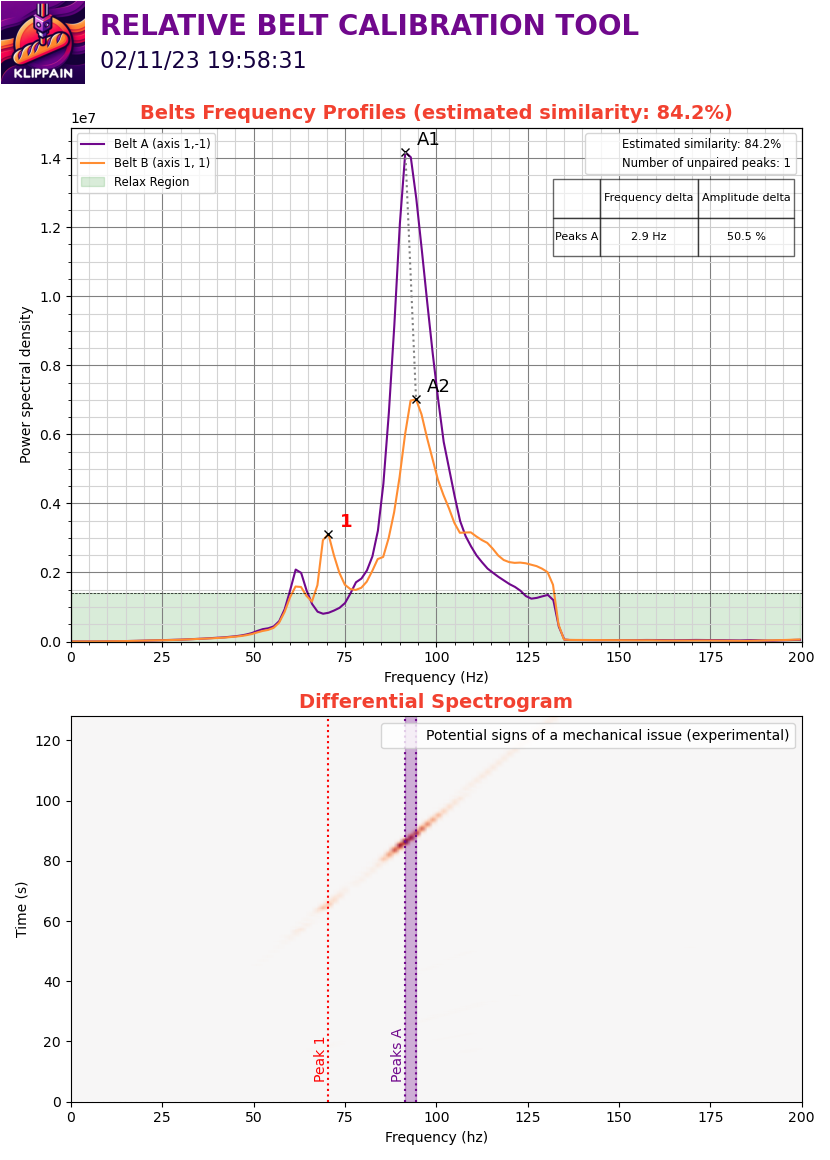 KLIPPAIN
RELATIVE BELT CALIBRATION TOOL
02/11/23 19:58:31
Belts Frequency Profiles (estimated similarity: 84.2%)
1e7
Belt A (axis 1,-1)
Belt B (axis 1, 1)
Relax Region
A1
Estimated similarity: 84.2%
Number of unpaired peaks: 1
Frequency delta Amplitude delta
Peaks A 2.9 Hz 50.5 %
A2
1
1.4
1.2
1.0
0.8
0.6
0.4
0.2
0.0
Power spectral density
0 25 50 75 100 125 150 175 200
Frequency (Hz)
Differential Spectrogram
Potential signs of a mechanical issue (experimental)
120
100
80
60
40
20
0
Time (s)
Peak 1
Peaks A
0 25 50 75 100 125 150 175 200
Frequency (hz)